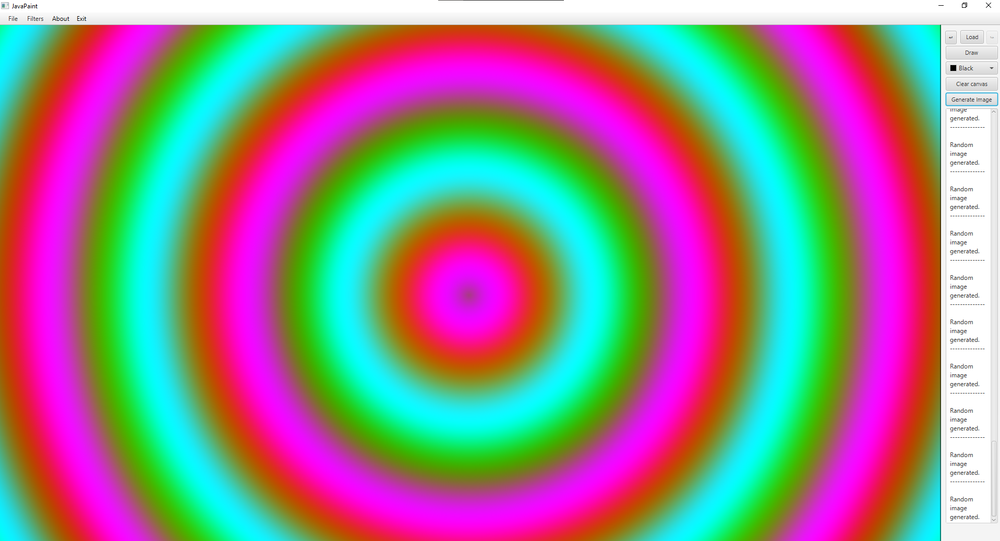 JavaPaint
File Filters About Exit
Load
Draw
Black
Clear canvas
Generate Image
image
generated.
--------------
Random
image
generated.
--------------
Random
image
generated.
--------------
Random
image
generated.
--------------
Random
image
generated.
--------------
Random
image
generated.
--------------
Random
image
generated.
--------------
Random
image
generated.
--------------
Random
image
generated.
--------------
Random
image
generated.